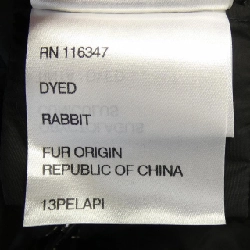 RN 116347
DYED
RABBIT
FUR ORIGIN
REPUBLIC OF CHINA
13PELAPI